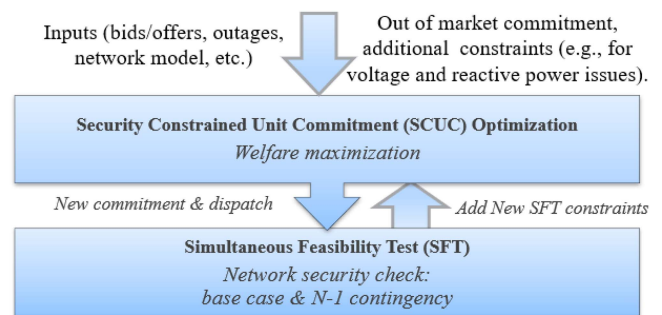 Inputs (bids/offers, outages,
network model, etc.)
Out of market commitment,
additional constraints (e.g., for
voltage and reactive power issues).
Security Constrained Unit Commitment (SCUC) Optimization
Welfare maximization
New commitment & dispatch
Add New SFT constraints
Simultaneous Feasibility Test (SFT)
Network security check:
base case & N-1 contingency